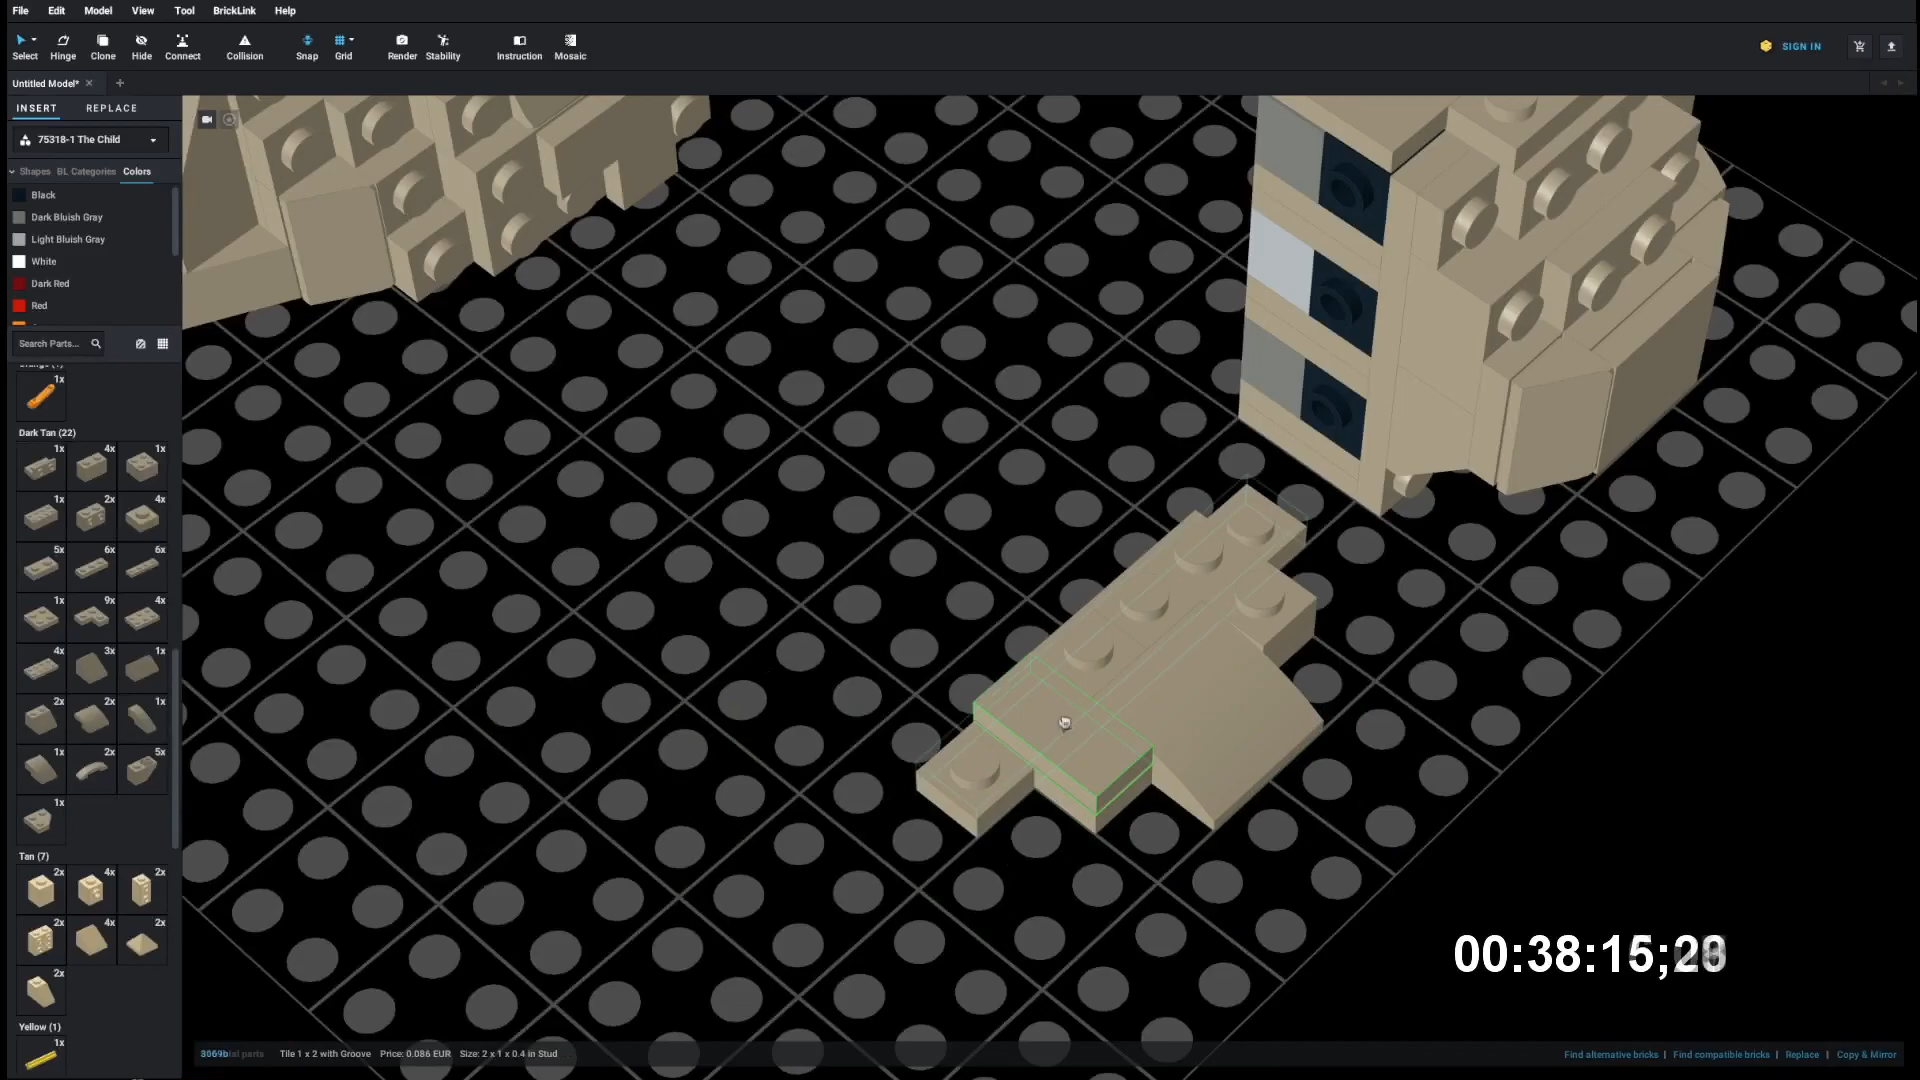 File Edit Model View Tool BrickLink Help
Select Hinge Clone Hide Connect Collision Snap Grid Render Stability Instruction Mosaic
SIGN IN
Untitled Model*
INSERT REPLACE
75318-1 The Child
Shapes BL Categories Colors
Black
Dark Bluish Gray
Light Bluish Gray
White
Dark Red
Red
Search Parts...
1x
Dark Tan (22)
1x 4x 1x
1x 2x 4x
5x 6x 6x
1x 9x 4x
4x 3x 1x
2x 2x 1x
1x 2x 5x
1x
Tan (7)
2x 4x 2x
2x 4x 2x
2x
Yellow (1)
1x
00:38:15;2
3069b Tile 1 x 2 with Groove Price: 0.086 EUR Size: 2 x 1 x 0.4 in Stud
Find alternative bricks | Find compatible bricks | Replace | Copy & Mirror